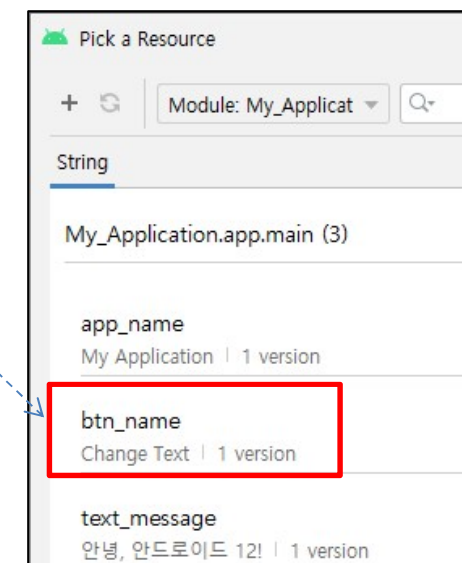 Pick a Resource
Module: My_Applicat
String
My_Application.app.main (3)
app_name
My Application | 1 version
btn_name
Change Text | 1 version
text_message
안녕, 안드로이드 12! | 1 version